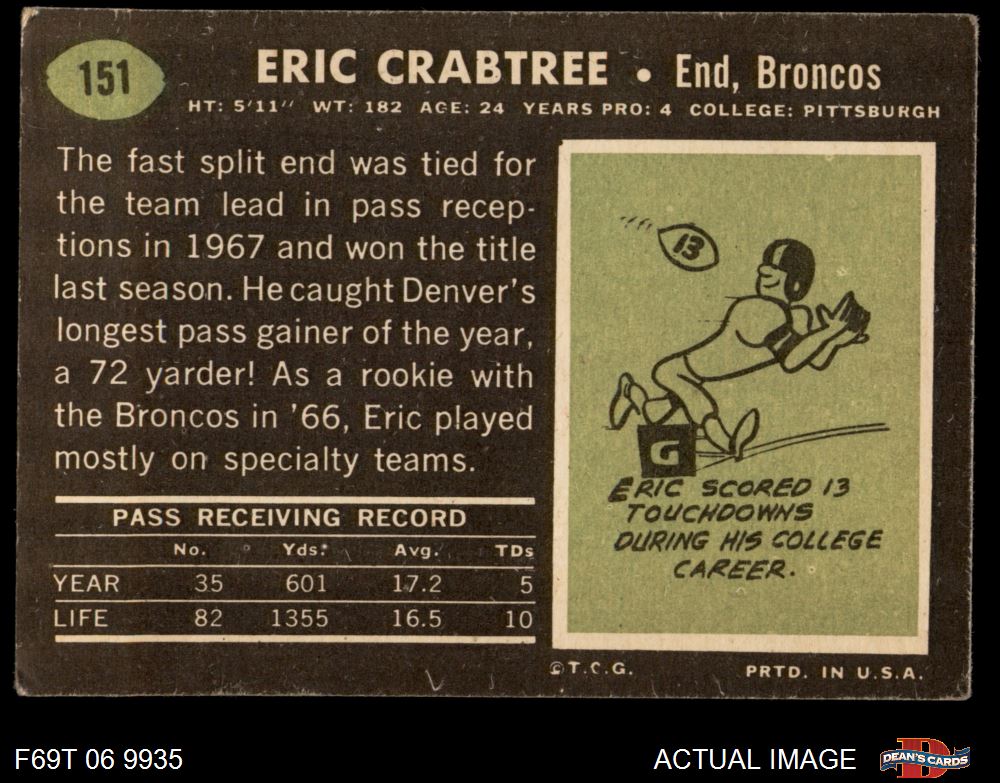 151
ERIC CRABTREE • End, Broncos
HT: 5'11" WT: 182 AGE: 24 YEARS PRO: 4 COLLEGE: PITTSBURGH
The fast split end was tied for
the team lead in pass recep-
tions in 1967 and won the title
last season. He caught Denver's
longest pass gainer of the year,
a 72 yarder! As a rookie with
the Broncos in '66, Eric played
mostly on specialty teams.
PASS RECEIVING RECORD
No. Yds. Avg. TDs
YEAR 35 601 17.2 5
LIFE 82 1355 16.5 10
13
G
ERIC SCORED 13
TOUCHDOWNS
DURING HIS COLLEGE
CAREER.
©T.C.G. PRTD. IN U.S.A.
F69T 06 9935
ACTUAL IMAGE
D
DEAN'S CARDS